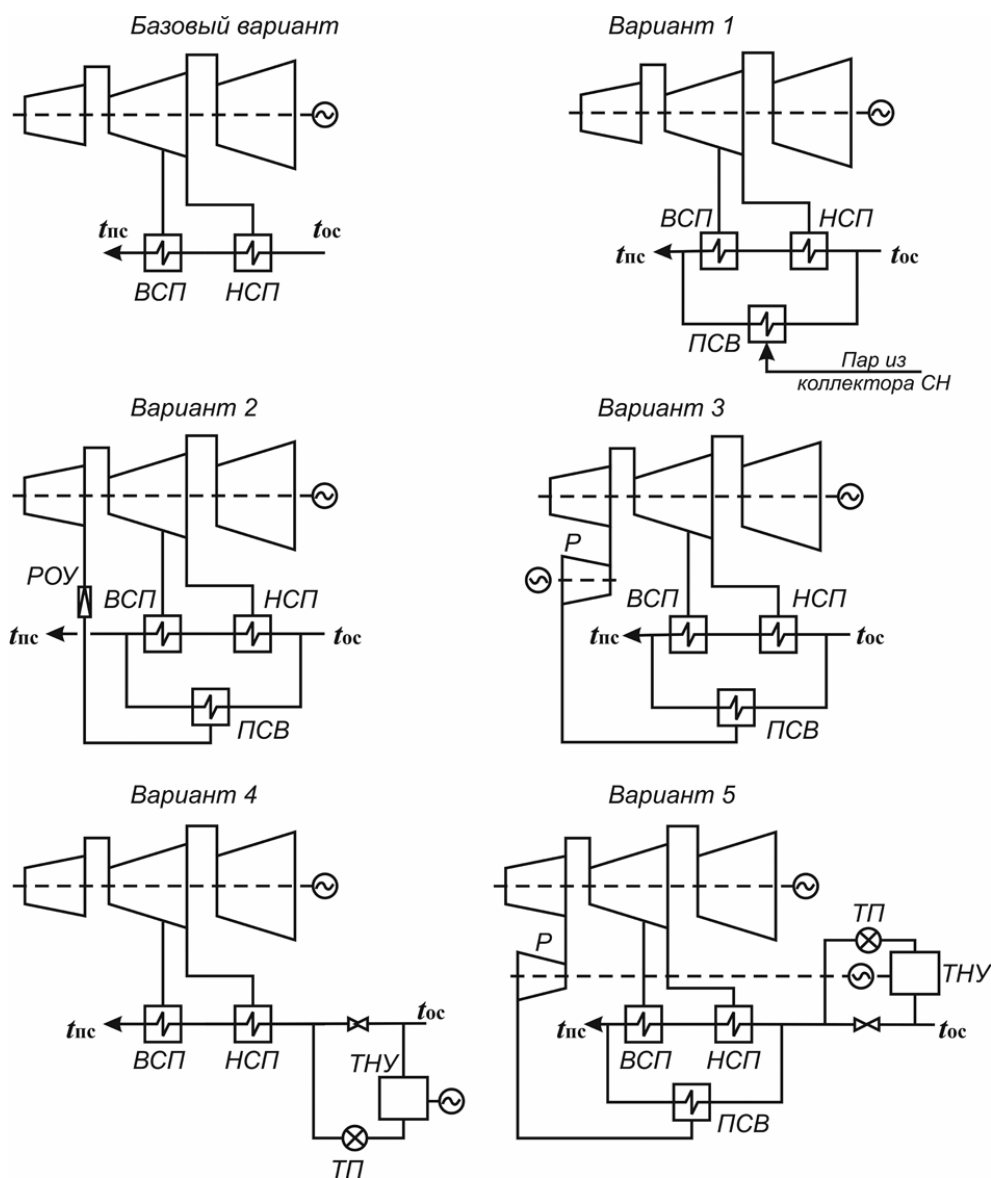 Базовый вариант
tпс
tос
ВСП
НСП
Вариант 1
ВСП
НСП
tпс
tос
ПСВ
Пар из
коллектора СН
Вариант 2
РОУ
ВСП
НСП
tпс
tос
ПСВ
Вариант 3
Р
ВСП
НСП
tпс
tос
ПСВ
Вариант 4
tпс
tос
ВСП
НСП
ТНУ
ТП
Вариант 5
Р
ТП
ТНУ
tпс
tос
ВСП
НСП
ПСВ